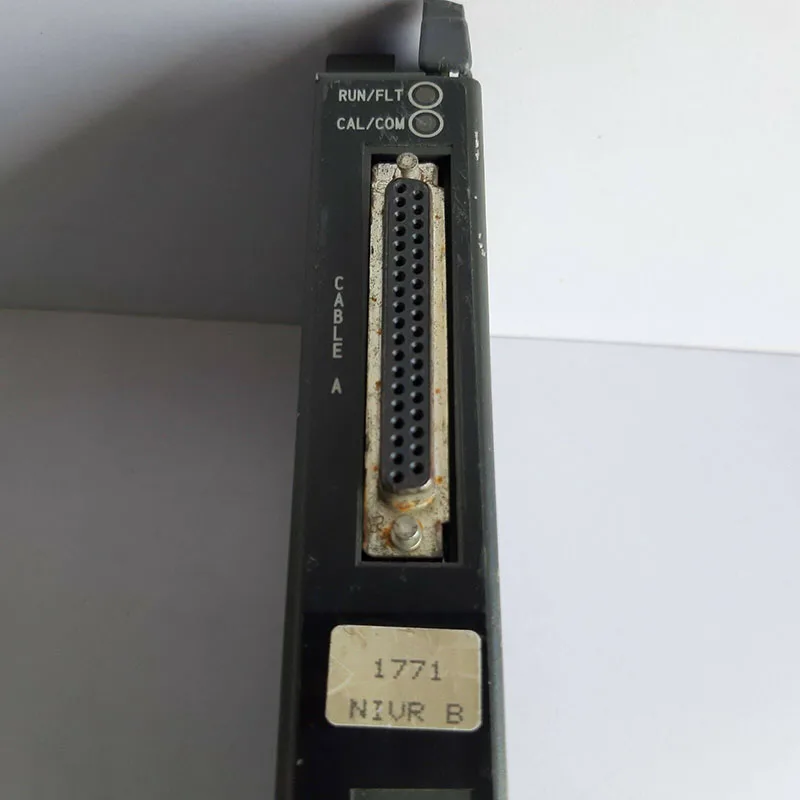 RUN/FLT
CAL/COM
CABLE A
1771
NIVR B